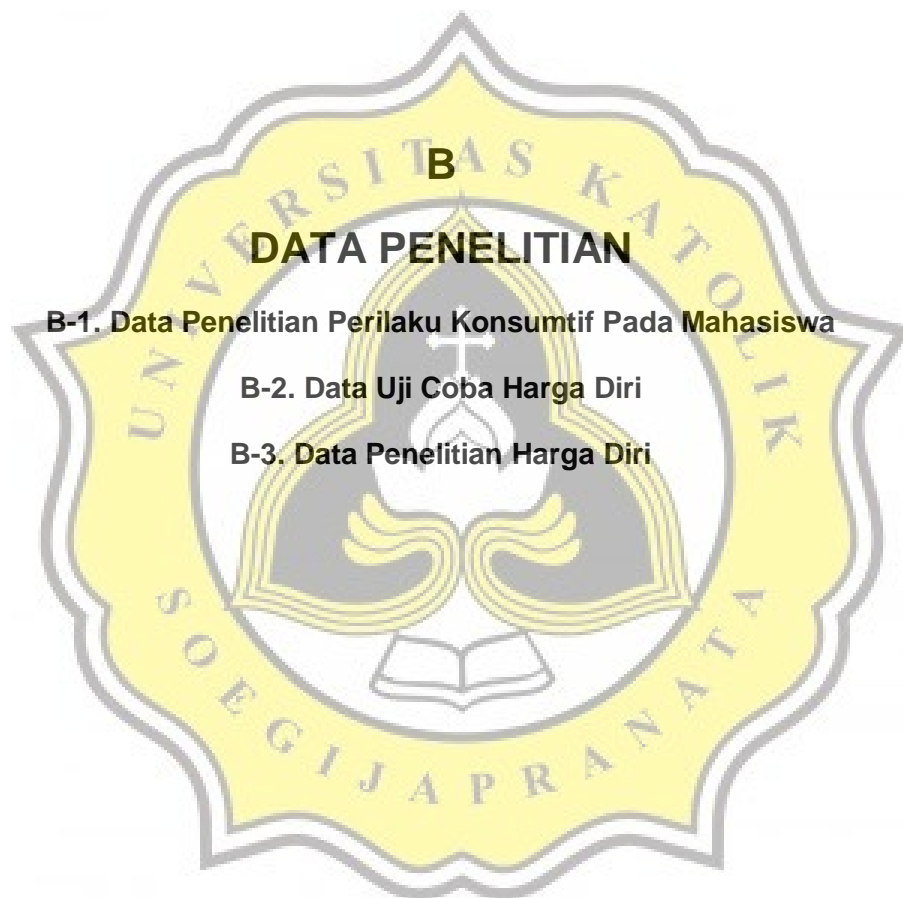 B
DATA PENELITIAN
B-1. Data Penelitian Perilaku Konsumtif Pada Mahasiswa
B-2. Data Uji Coba Harga Diri
B-3. Data Penelitian Harga Diri
UNIVERSITAS KATOLIK
SOEGIJAPRANATA